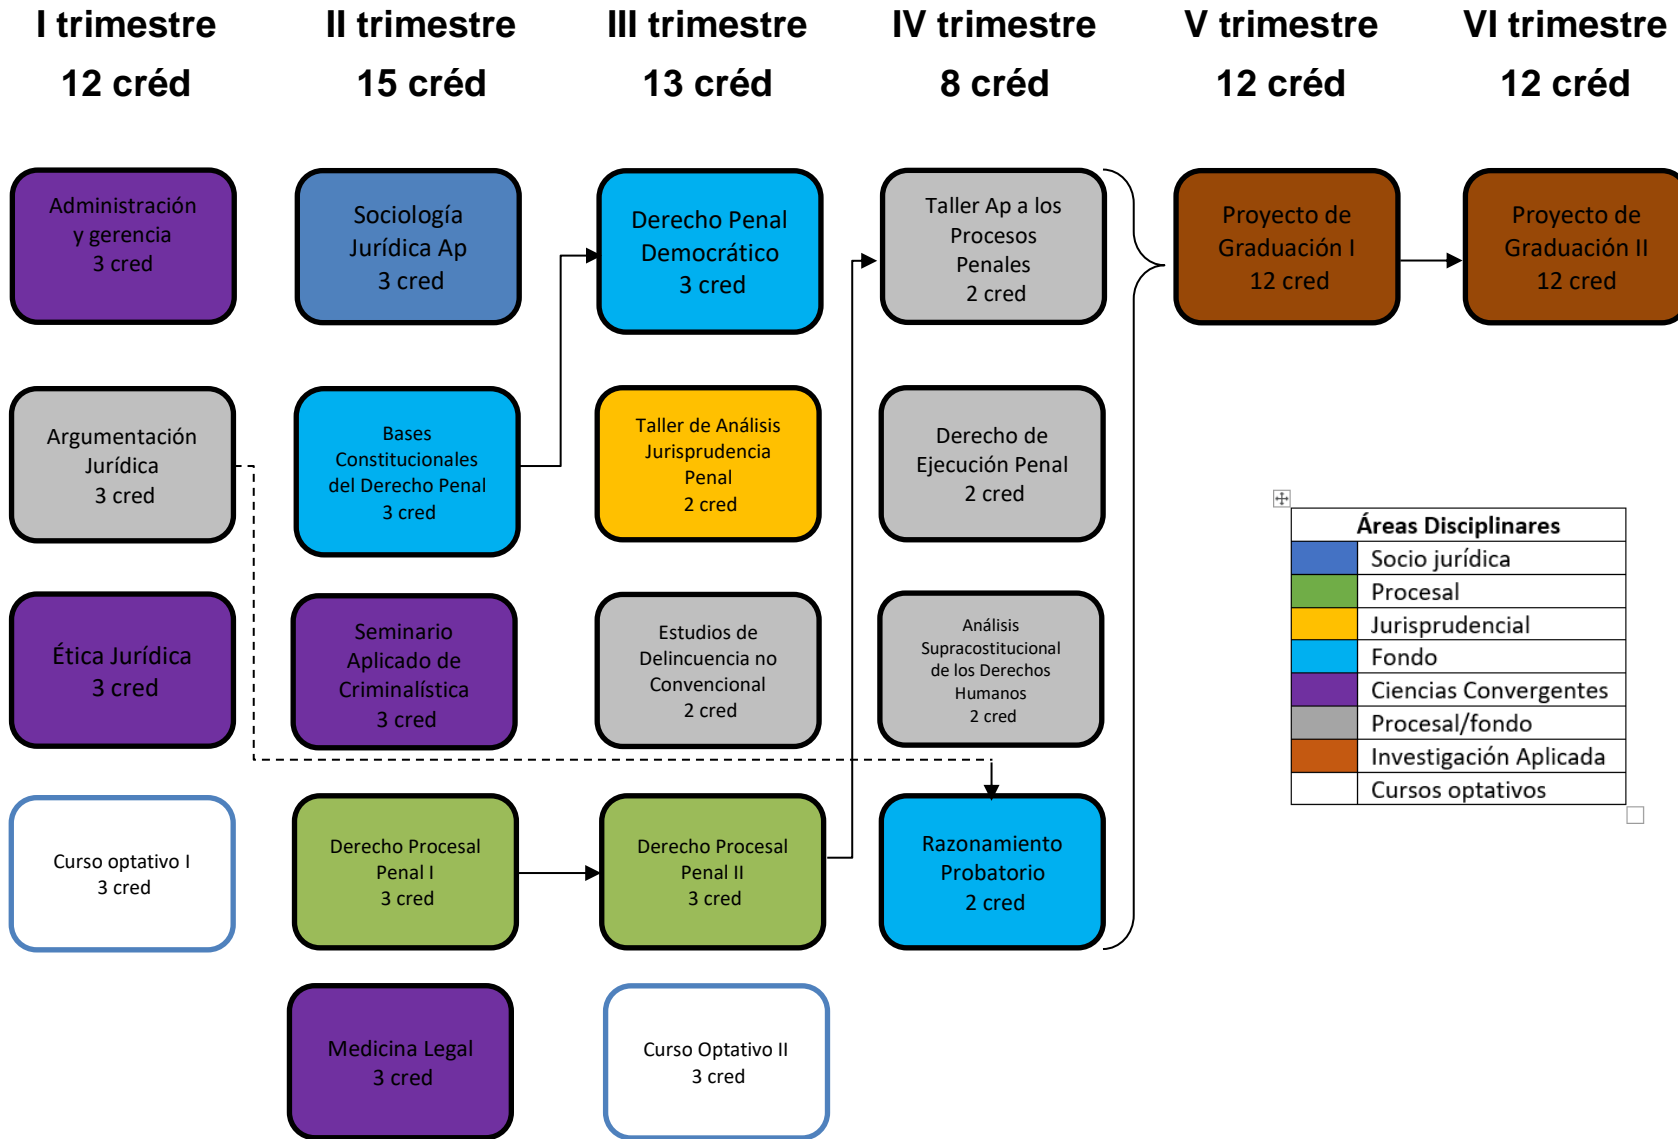 I trimestre
12 créd
II trimestre
15 créd
III trimestre
13 créd
IV trimestre
8 créd
V trimestre
12 créd
VI trimestre
12 créd
Administración
y gerencia
3 cred
Sociología
Jurídica Ap
3 cred
Derecho Penal
Democrático
3 cred
Taller Ap a los
Procesos
Penales
2 cred
Proyecto de
Graduación I
12 cred
Proyecto de
Graduación II
12 cred
Argumentación
Jurídica
3 cred
Bases
Constitucionales
del Derecho Penal
3 cred
Taller de Análisis
Jurisprudencia
Penal
2 cred
Derecho de
Ejecución Penal
2 cred
Ética Jurídica
3 cred
Seminario
Aplicado de
Criminalística
3 cred
Estudios de
Delincuencia no
Convencional
2 cred
Análisis
Supracostitucional
de los Derechos
Humanos
2 cred
Curso optativo I
3 cred
Derecho Procesal
Penal I
3 cred
Derecho Procesal
Penal II
3 cred
Razonamiento
Probatorio
2 cred
Medicina Legal
3 cred
Curso Optativo II
3 cred
Áreas Disciplinares
Socio jurídica
Procesal
Jurisprudencial
Fondo
Ciencias Convergentes
Procesal/fondo
Investigación Aplicada
Cursos optativos